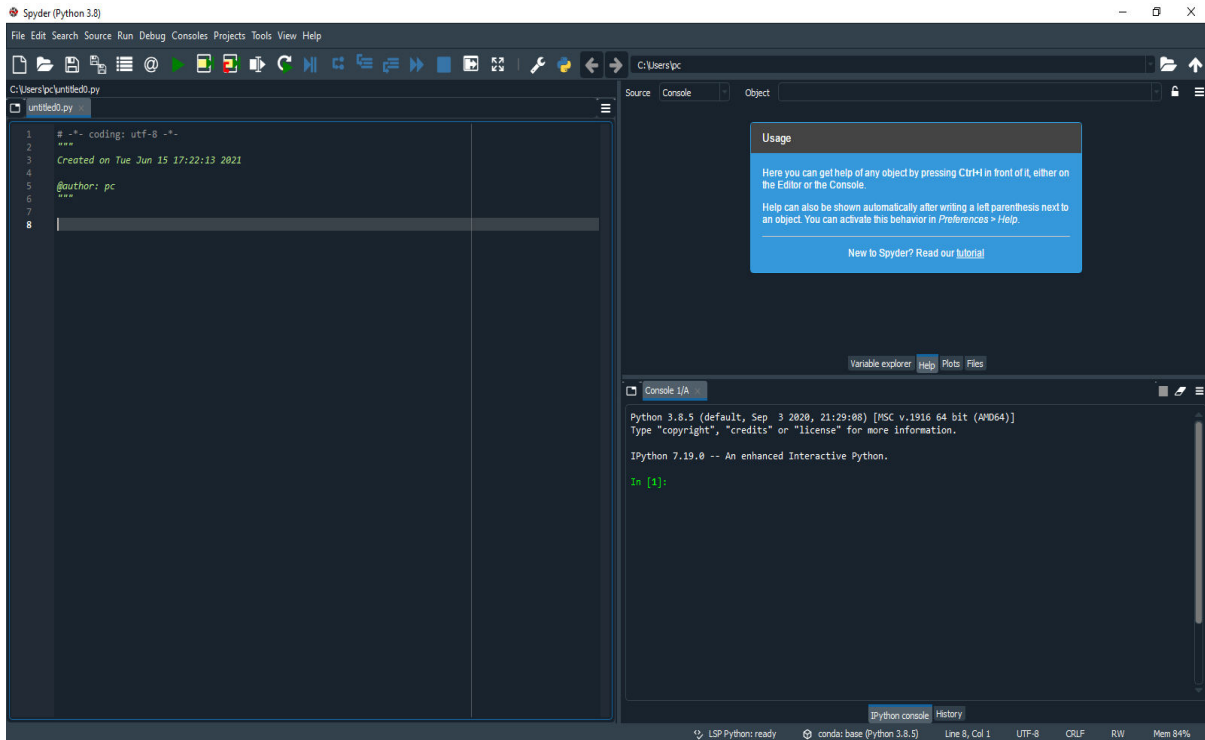 Spyder (Python 3.8)
File Edit Search Source Run Debug Consoles Projects Tools View Help
C:\Users\pc
C:\Users\pc\untitled0.py
untitled0.py
1 # -*- coding: utf-8 -*-
2 """
3 Created on Tue Jun 15 17:22:13 2021
4
5 @author: pc
6 """
7
8
Source Console Object
Usage
Here you can get help of any object by pressing Ctrl+I in front of it, either on
the Editor or the Console.
Help can also be shown automatically after writing a left parenthesis next to
an object. You can activate this behavior in Preferences > Help.
New to Spyder? Read our tutorial
Variable explorer Help Plots Files
Console 1/A
Python 3.8.5 (default, Sep  3 2020, 21:29:08) [MSC v.1916 64 bit (AMD64)]
Type "copyright", "credits" or "license" for more information.
IPython 7.19.0 -- An enhanced Interactive Python.
In [1]:
IPython console History
LSP Python: ready conda: base (Python 3.8.5) Line 8, Col 1 UTF-8 CRLF RW Mem 84%